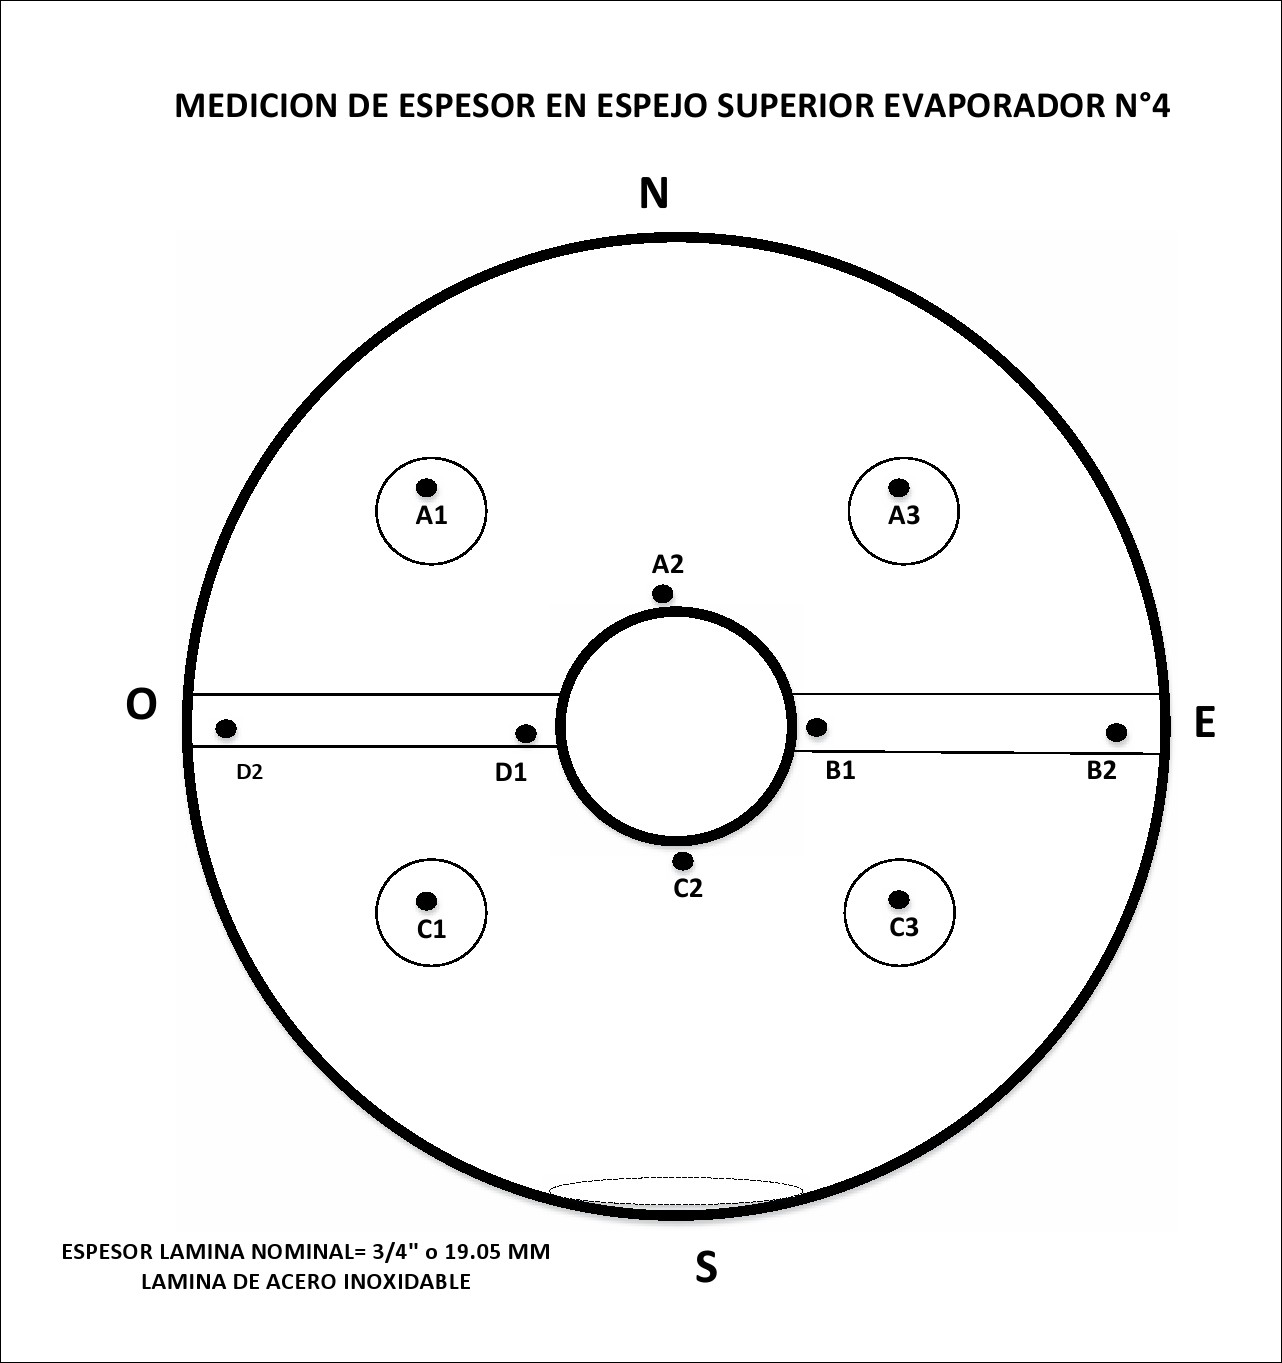 MEDICION DE ESPESOR EN ESPEJO SUPERIOR EVAPORADOR N°4
N
A1
A3
A2
O
E
D2
D1
B1
B2
C2
C1
C3
ESPESOR LAMINA NOMINAL= 3/4" o 19.05 MM
LAMINA DE ACERO INOXIDABLE
S